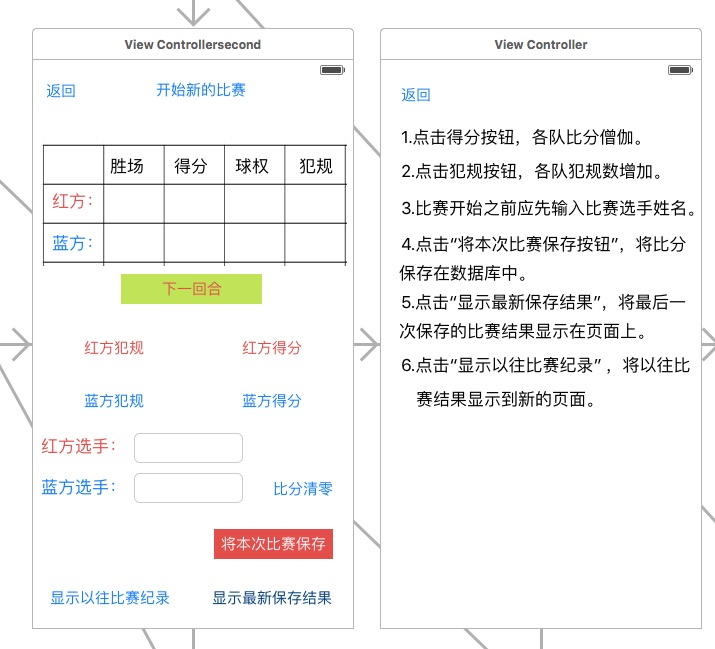 View Controllersecond
返回
开始新的比赛
胜场 得分 球权 犯规
红方：
蓝方：
下一回合
红方犯规 红方得分
蓝方犯规 蓝方得分
红方选手：
蓝方选手：
比分清零
将本次比赛保存
显示以往比赛纪录 显示最新保存结果
View Controller
返回
1.点击得分按钮，各队比分僧伽。
2.点击犯规按钮，各队犯规数增加。
3.比赛开始之前应先输入比赛选手姓名。
4.点击“将本次比赛保存按钮”，将比分
保存在数据库中。
5.点击“显示最新保存结果”，将最后一
次保存的比赛结果显示在页面上。
6.点击“显示以往比赛纪录” ，将以往比
赛结果显示到新的页面。